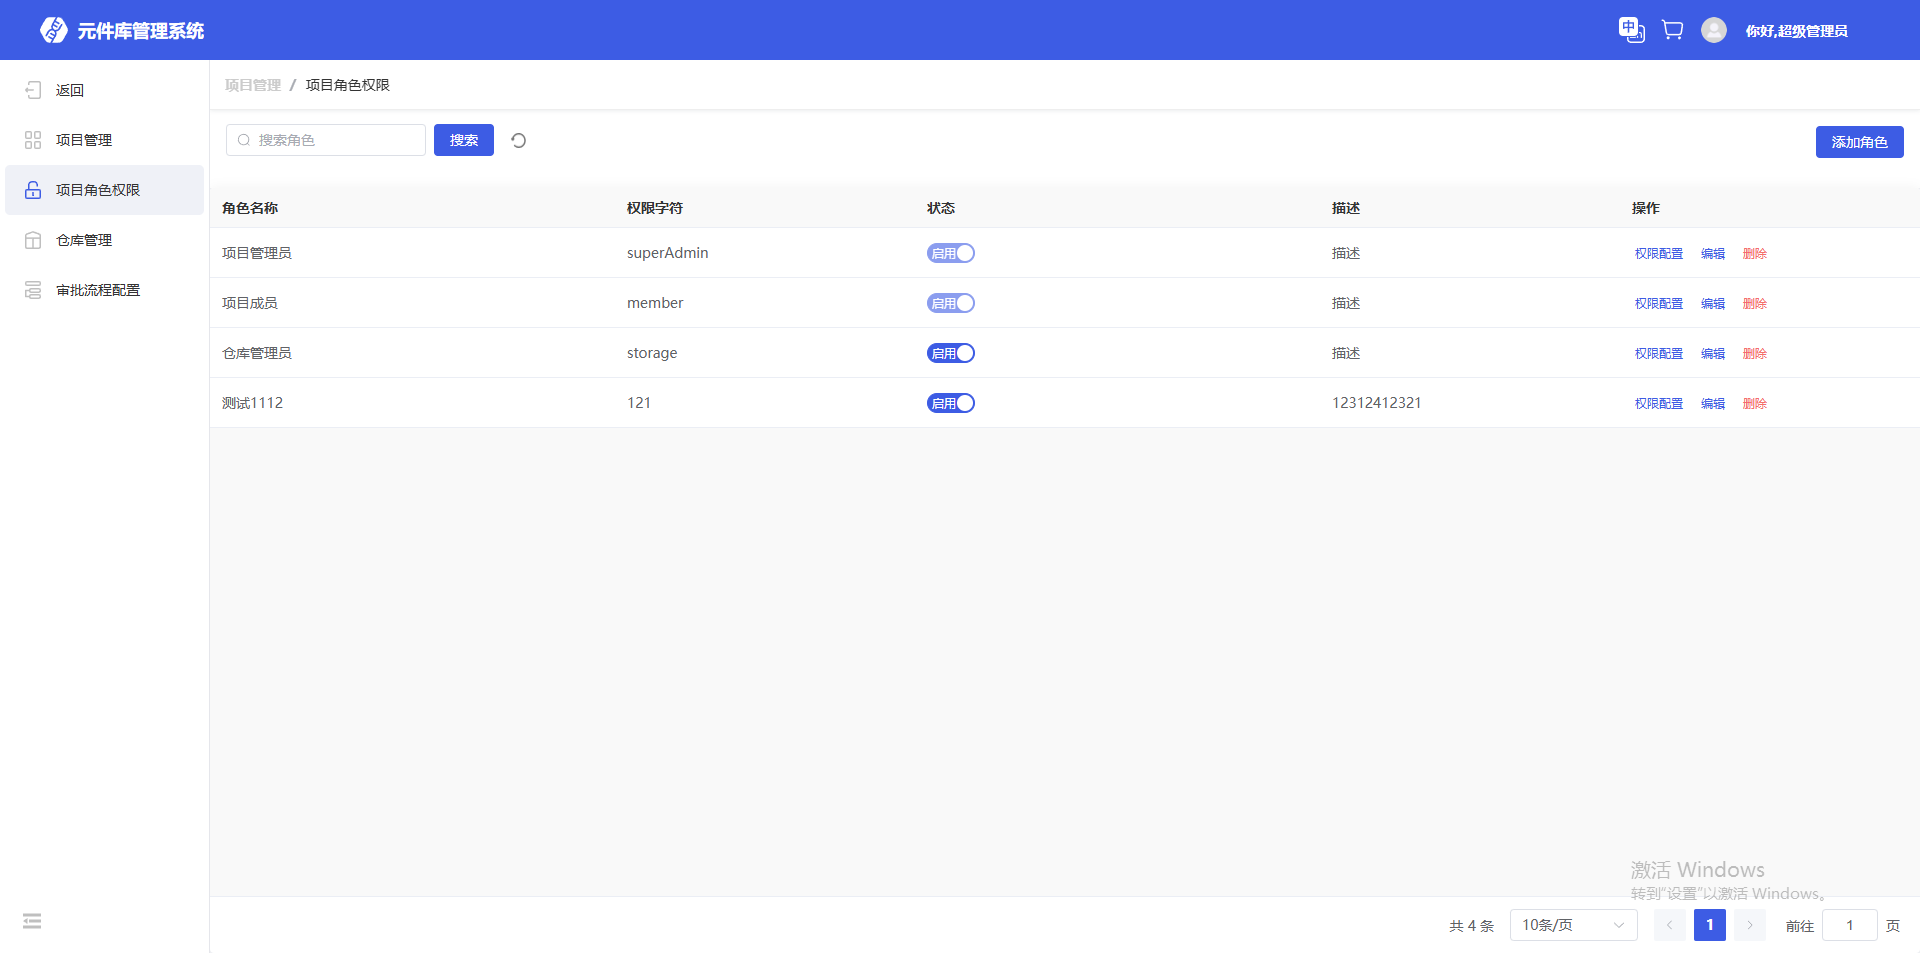 元件库管理系统
中
你好,超级管理员
返回
项目管理
项目角色权限
仓库管理
审批流程配置
项目管理 / 项目角色权限
搜索角色
搜索
添加角色
角色名称 权限字符 状态 描述 操作
项目管理员 superAdmin 启用 描述 权限配置 编辑 删除
项目成员 member 启用 描述 权限配置 编辑 删除
仓库管理员 storage 启用 描述 权限配置 编辑 删除
测试1112 121 启用 12312412321 权限配置 编辑 删除
激活 Windows
转到"设置"以激活 Windows。
共 4 条 10条/页 1 前往 1 页